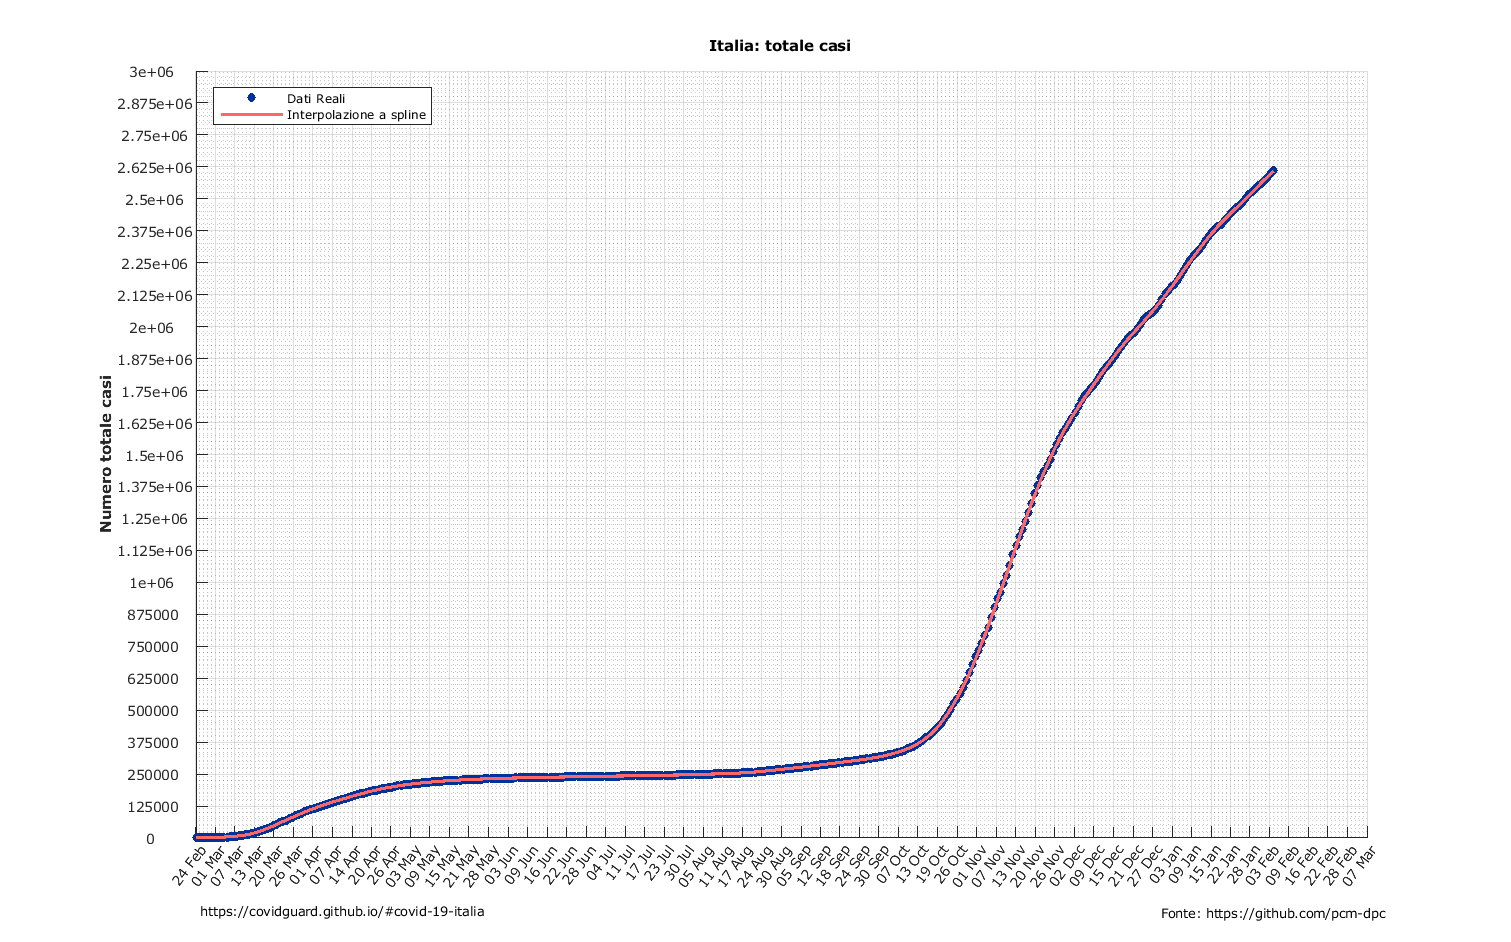 Italia: totale casi
Dati Reali
Interpolazione a spline
Numero totale casi
3e+06
2.875e+06
2.75e+06
2.625e+06
2.5e+06
2.375e+06
2.25e+06
2.125e+06
2e+06
1.875e+06
1.75e+06
1.625e+06
1.5e+06
1.375e+06
1.25e+06
1.125e+06
1e+06
875000
750000
625000
500000
375000
250000
125000
0
24 Feb
01 Mar
07 Mar
13 Mar
20 Mar
26 Mar
01 Apr
07 Apr
14 Apr
20 Apr
26 Apr
03 May
09 May
15 May
21 May
28 May
03 Jun
09 Jun
16 Jun
22 Jun
28 Jun
04 Jul
11 Jul
17 Jul
23 Jul
30 Jul
05 Aug
11 Aug
17 Aug
24 Aug
30 Aug
05 Sep
12 Sep
18 Sep
24 Sep
30 Sep
07 Oct
13 Oct
19 Oct
26 Oct
01 Nov
07 Nov
13 Nov
20 Nov
26 Nov
02 Dec
09 Dec
15 Dec
21 Dec
27 Dec
03 Jan
09 Jan
15 Jan
22 Jan
28 Jan
03 Feb
09 Feb
16 Feb
22 Feb
28 Feb
07 Mar
https://covidguard.github.io/#covid-19-italia
Fonte: https://github.com/pcm-dpc